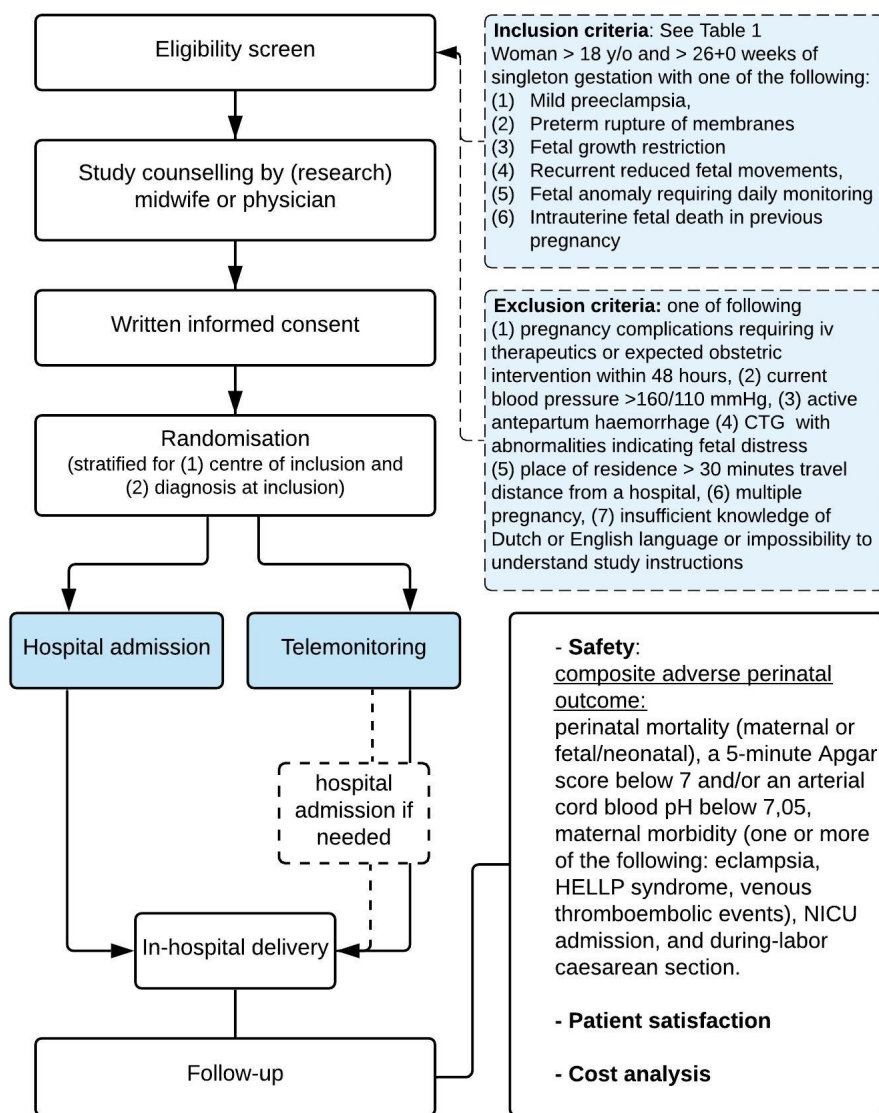 Eligibility screen
Study counselling by (research)
midwife or physician
Written informed consent
Randomisation
(stratified for (1) centre of inclusion and
(2) diagnosis at inclusion)
Hospital admission
Telemonitoring
hospital
admission if
needed
In-hospital delivery
Follow-up
Inclusion criteria: See Table 1
Woman > 18 y/o and > 26+0 weeks of
singleton gestation with one of the following:
(1) Mild preeclampsia,
(2) Preterm rupture of membranes
(3) Fetal growth restriction
(4) Recurrent reduced fetal movements,
(5) Fetal anomaly requiring daily monitoring
(6) Intrauterine fetal death in previous
pregnancy
Exclusion criteria: one of following
(1) pregnancy complications requiring iv
therapeutics or expected obstetric
intervention within 48 hours, (2) current
blood pressure >160/110 mmHg, (3) active
antepartum haemorrhage (4) CTG with
abnormalities indicating fetal distress
(5) place of residence > 30 minutes travel
distance from a hospital, (6) multiple
pregnancy, (7) insufficient knowledge of
Dutch or English language or impossibility to
understand study instructions
- Safety:
composite adverse perinatal
outcome:
perinatal mortality (maternal or
fetal/neonatal), a 5-minute Apgar
score below 7 and/or an arterial
cord blood pH below 7,05,
maternal morbidity (one or more
of the following: eclampsia,
HELLP syndrome, venous
thromboembolic events), NICU
admission, and during-labor
caesarean section.
- Patient satisfaction
- Cost analysis